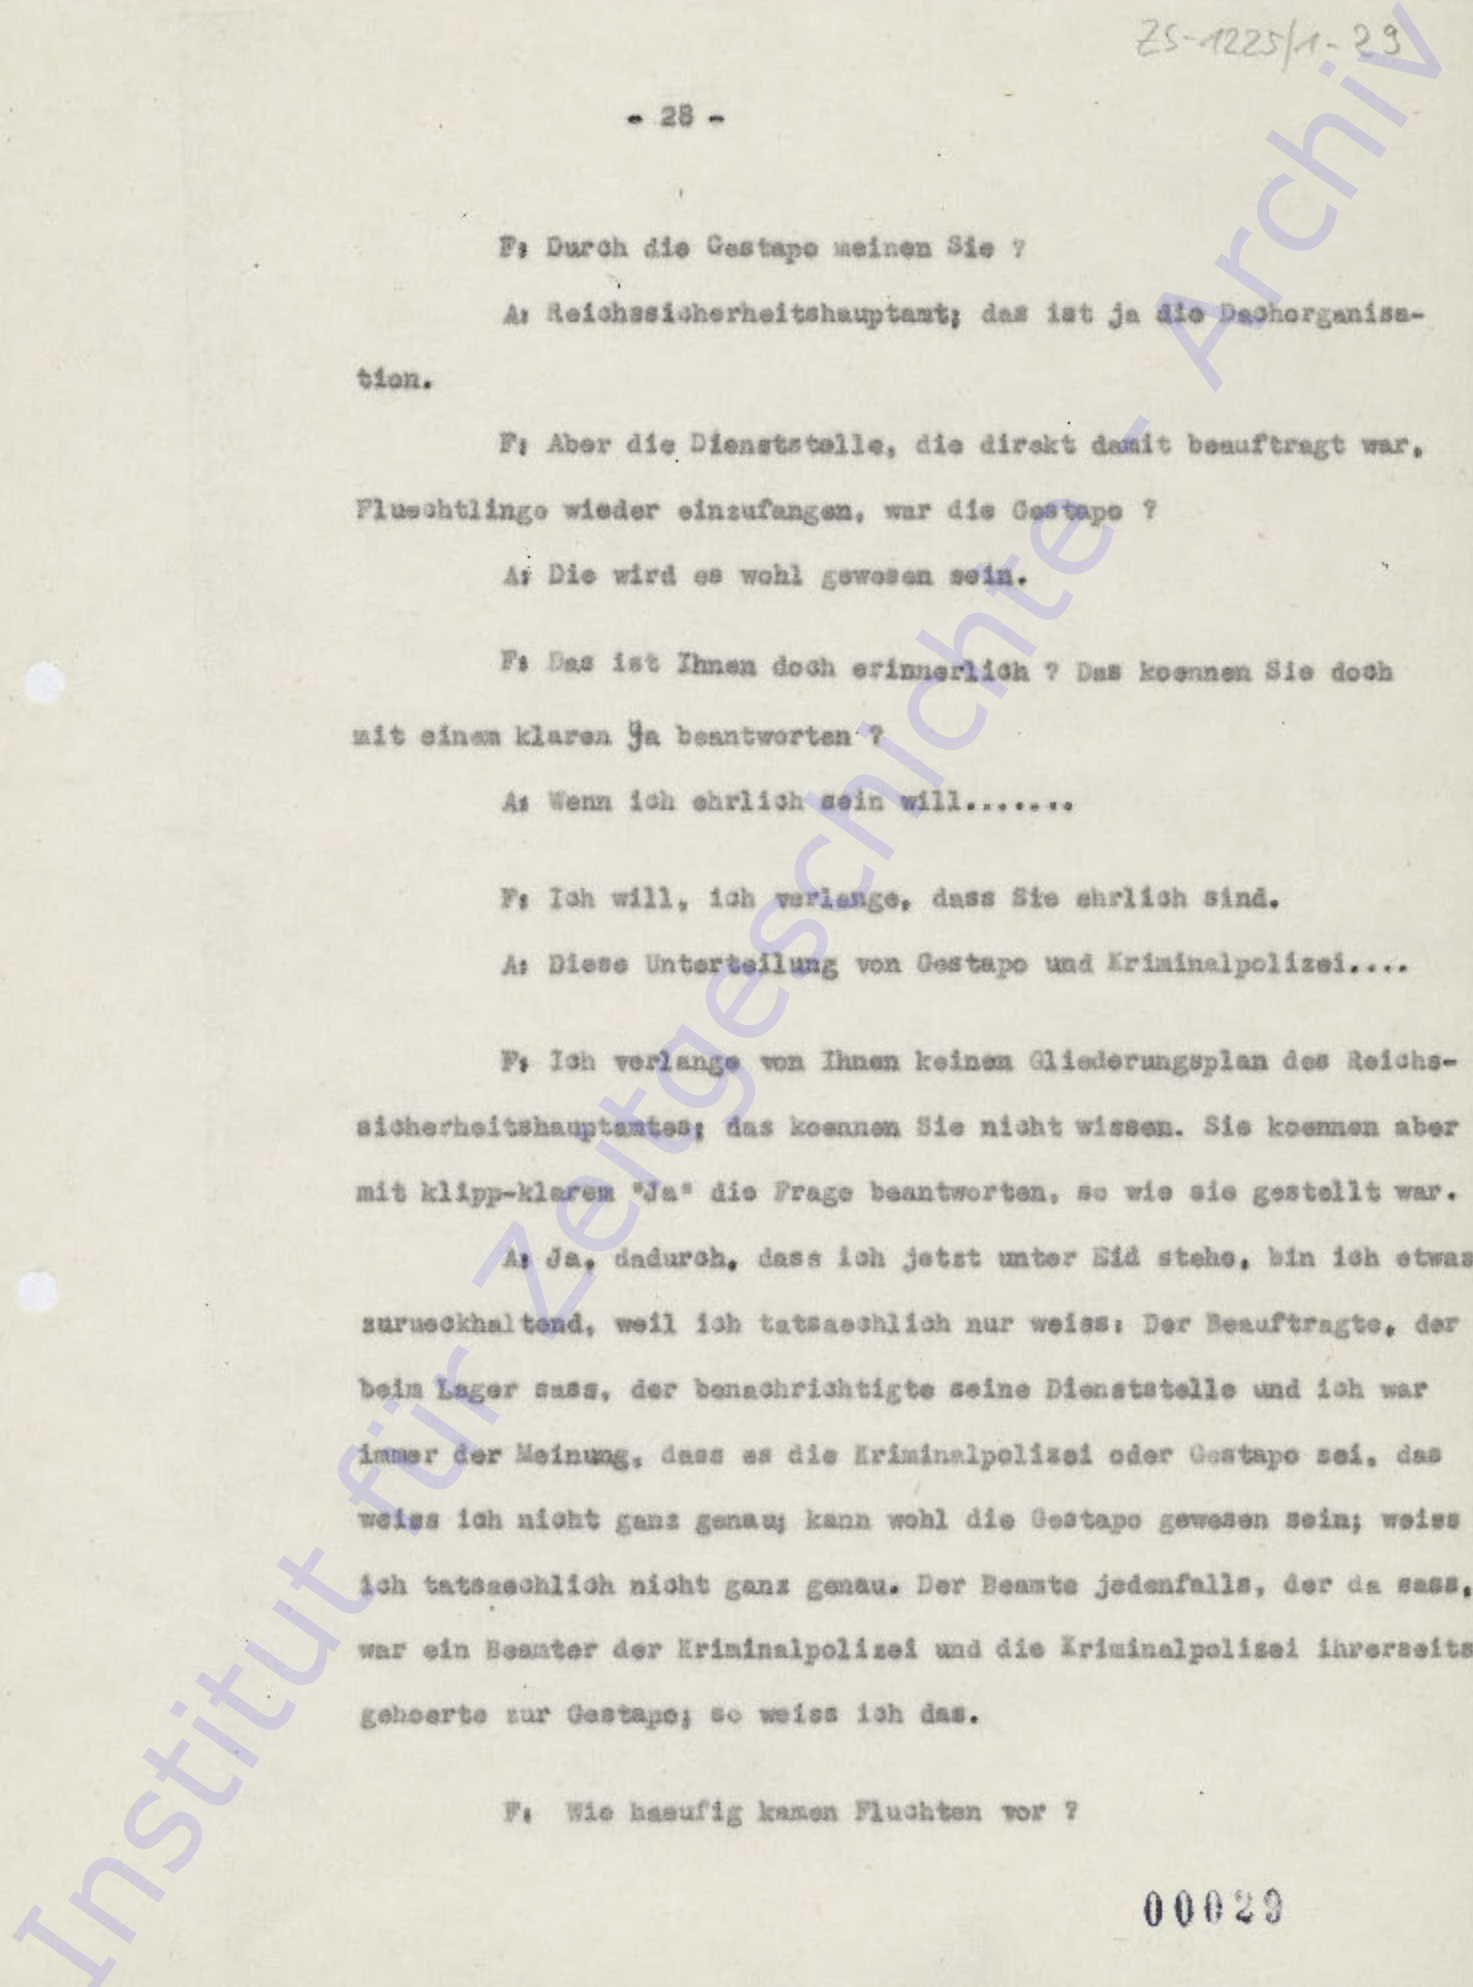 ZS-1225/1-29
- 28 -
F: Durch die Gestapo meinen Sie ?
A: Reichssicherheitshauptamt; das ist ja die Dachorganisa-
tion.
F: Aber die Dienststelle, die direkt damit beauftragt war,
Fluechtlinge wieder einzufangen, war die Gestapo ?
A: Die wird es wohl gewesen sein.
F: Das ist Ihnen doch erinnerlich ? Das koennen Sie doch
mit einem klaren Ja beantworten ?
A: Wenn ich ehrlich sein will.......
F: Ich will, ich verlange, dass Sie ehrlich sind.
A: Diese Unterteilung von Gestapo und Kriminalpolizei....
F: Ich verlange von Ihnen keinen Gliederungsplan des Reichs-
sicherheitshauptamtes; das koennen Sie nicht wissen. Sie koennen aber
mit klipp-klarem "Ja" die Frage beantworten, so wie sie gestellt war.
A: Ja, dadurch, dass ich jetzt unter Eid stehe, bin ich etwas
zurueckhaltend, weil ich tatsaechlich nur weiss: Der Beauftragte, der
beim Lager sass, der benachrichtigte seine Dienststelle und ich war
immer der Meinung, dass es die Kriminalpolizei oder Gestapo sei, das
weiss ich nicht ganz genau; kann wohl die Gestapo gewesen sein; weiss
ich tatsaechlich nicht ganz genau. Der Beamte jedenfalls, der da sass,
war ein Beamter der Kriminalpolizei und die Kriminalpolizei ihrerseits
gehoerte zur Gestapo; so weiss ich das.
F: Wie haeufig kamen Fluchten vor ?
00029
Institut für Zeitgeschichte - Archiv